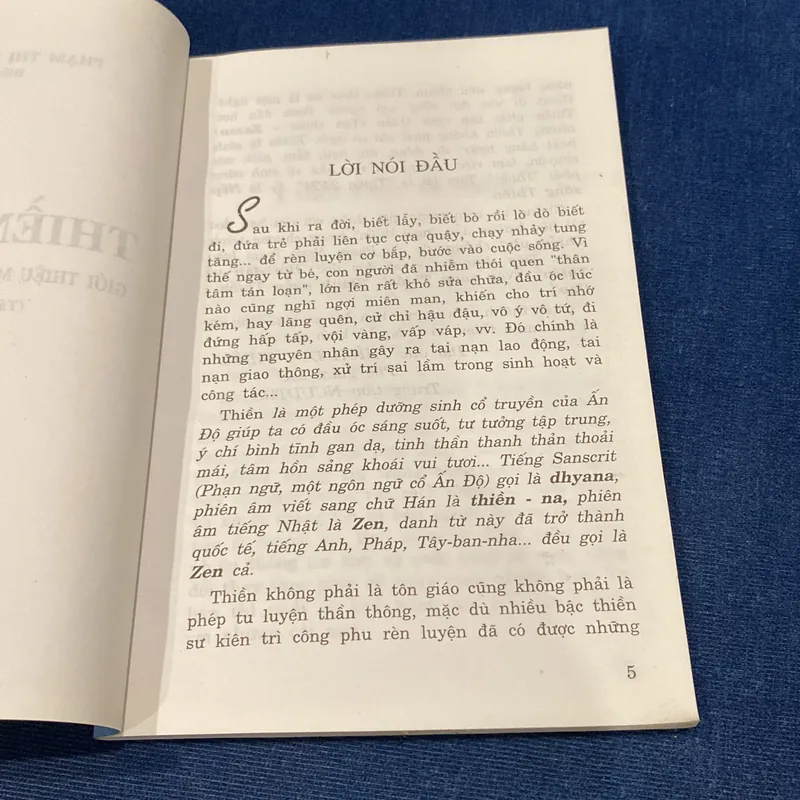 LỜI NÓI ĐẦU
Sau khi ra đời, biết lẫy, biết bò rồi lò dò biết
đi, đứa trẻ phải liên tục cựa quậy, chạy nhảy tung
tăng... để rèn luyện cơ bắp, bước vào cuộc sống. Vì
thế ngay từ bé, con người đã nhiễm thói quen "thân
tâm tán loạn", lớn lên rất khó sửa chữa, đầu óc lúc
nào cũng nghĩ ngợi miên man, khiến cho trí nhớ
kém, hay lãng quên, cử chỉ hậu đậu, vô ý vô tứ, đi
đứng hấp tấp, vội vàng, vấp váp, vv. Đó chính là
những nguyên nhân gây ra tai nạn lao động, tai
nạn giao thông, xử trí sai lầm trong sinh hoạt và
công tác...
Thiền là một phép dưỡng sinh cổ truyền của Ấn
Độ giúp ta có đầu óc sáng suốt, tư tưởng tập trung,
ý chí bình tĩnh gan dạ, tinh thần thanh thản thoải
mái, tâm hồn sảng khoái vui tươi... Tiếng Sanscrit
(Phạn ngữ, một ngôn ngữ cổ Ấn Độ) gọi là dhyana,
phiên âm viết sang chữ Hán là thiền - na, phiên
âm tiếng Nhật là Zen, danh từ này đã trở thành
quốc tế, tiếng Anh, Pháp, Tây-ban-nha... đều gọi là
Zen cả.
Thiền không phải là tôn giáo cũng không phải là
phép tu luyện thần thông, mặc dù nhiều bậc thiền
sư kiên trì công phu rèn luyện đã có được những
5